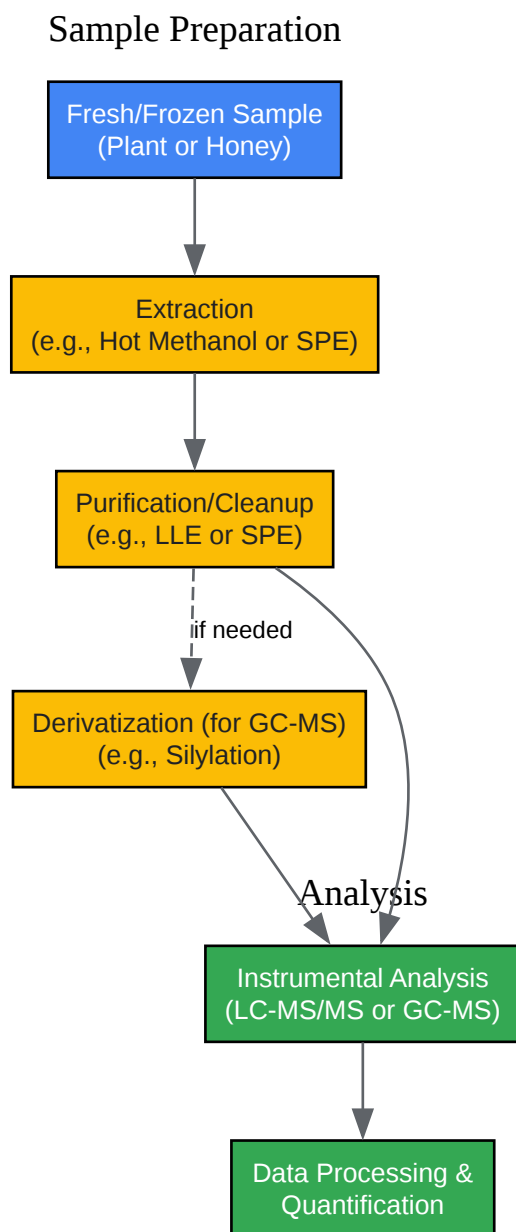 Sample Preparation
Fresh/Frozen Sample
(Plant or Honey)
Extraction
(e.g., Hot Methanol or SPE)
Purification/Cleanup
(e.g., LLE or SPE)
if needed
Derivatization (for GC-MS)
(e.g., Silylation)
Analysis
Instrumental Analysis
(LC-MS/MS or GC-MS)
Data Processing &
Quantification